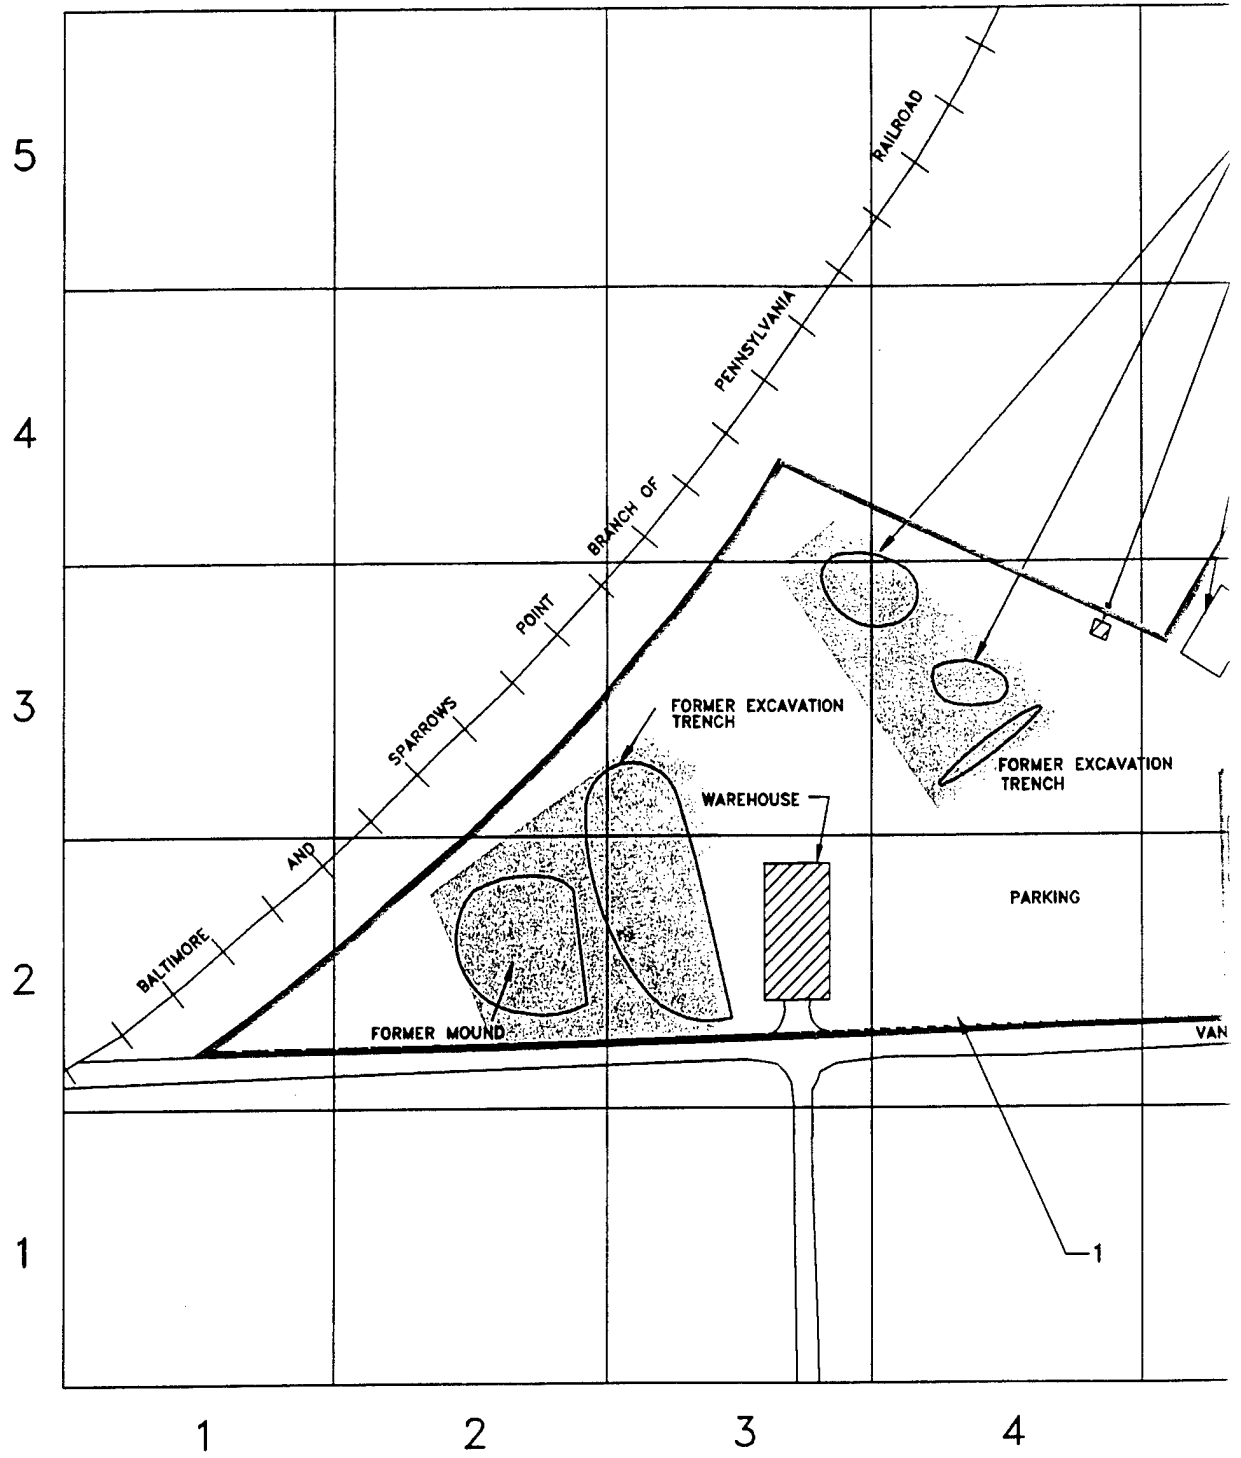 5
RAILROAD
PENNSYLVANIA
4
BRANCH OF
POINT
3
SPARROWS
FORMER EXCAVATION
TRENCH
FORMER EXCAVATION
TRENCH
WAREHOUSE
AND
PARKING
BALTIMORE
2
FORMER MOUND
VAN
1
1
1
2
3
4